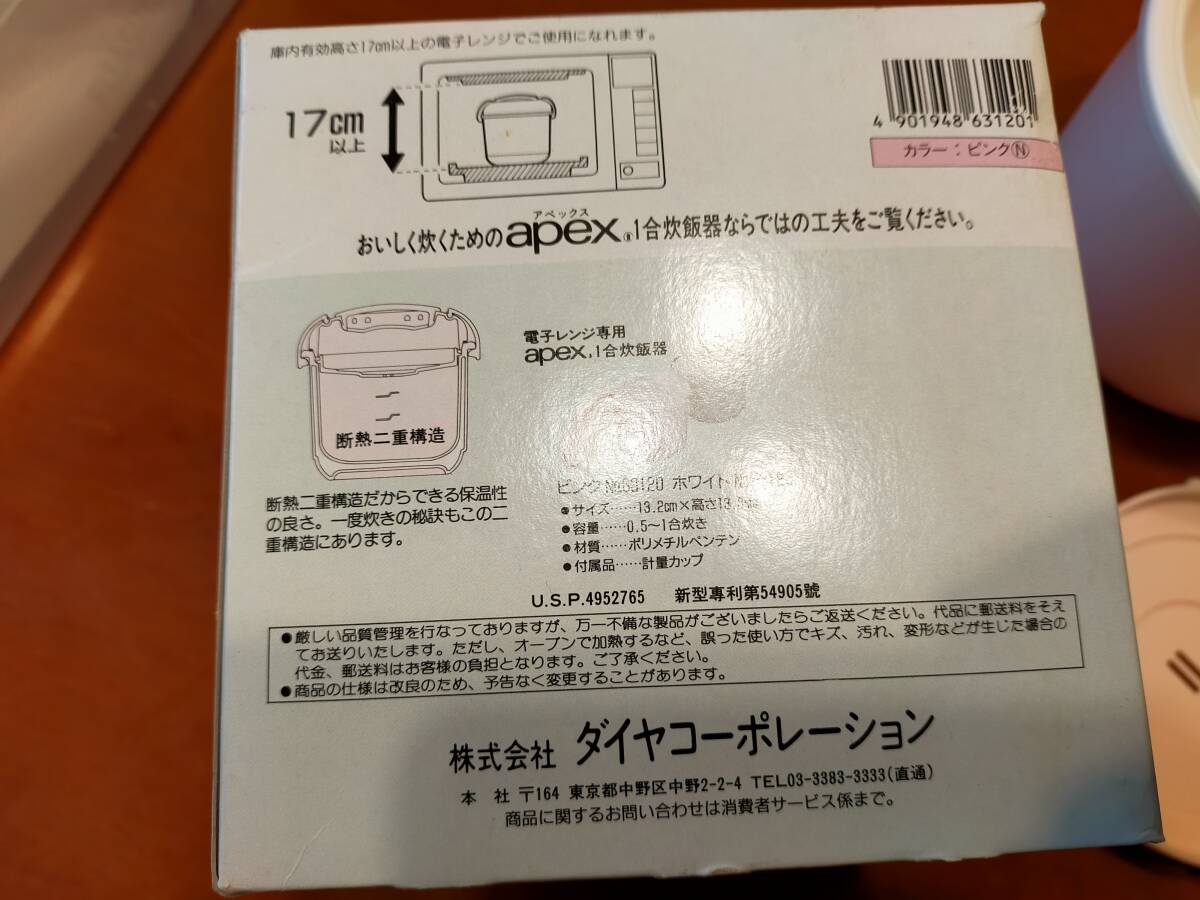 庫内有効高さ17cm以上の電子レンジでご使用になれます。
17cm
以上
4 901948 631201
カラー：ピンクⓃ
アペックス
おいしく炊くためのapex®1合炊飯器ならではの工夫をご覧ください。
電子レンジ専用
apex®1合炊飯器
断熱二重構造
断熱二重構造だからできる保温性
の良さ。一度炊きの秘訣もこの二
重構造にあります。
ピンク No.63120 ホワイト
●サイズ……13.2cm×高さ
●容量……0.5〜1合炊き
●材質……ポリメチルペンテン
●付属品……計量カップ
U.S.P.4952765 新型専利第54905號
●厳しい品質管理を行なっておりますが、万一不備な製品がございましたらご返送ください。代品に郵送料をそえ
てお送りいたします。ただし、オーブンで加熱するなど、誤った使い方でキズ、汚れ、変形などが生じた場合の
代金、郵送料はお客様の負担となります。ご了承ください。
●商品の仕様は改良のため、予告なく変更することがあります。
株式会社 ダイヤコーポレーション
本 社 〒164 東京都中野区中野2-2-4 TEL03-3383-3333(直通)
商品に関するお問い合わせは消費者サービス係まで。